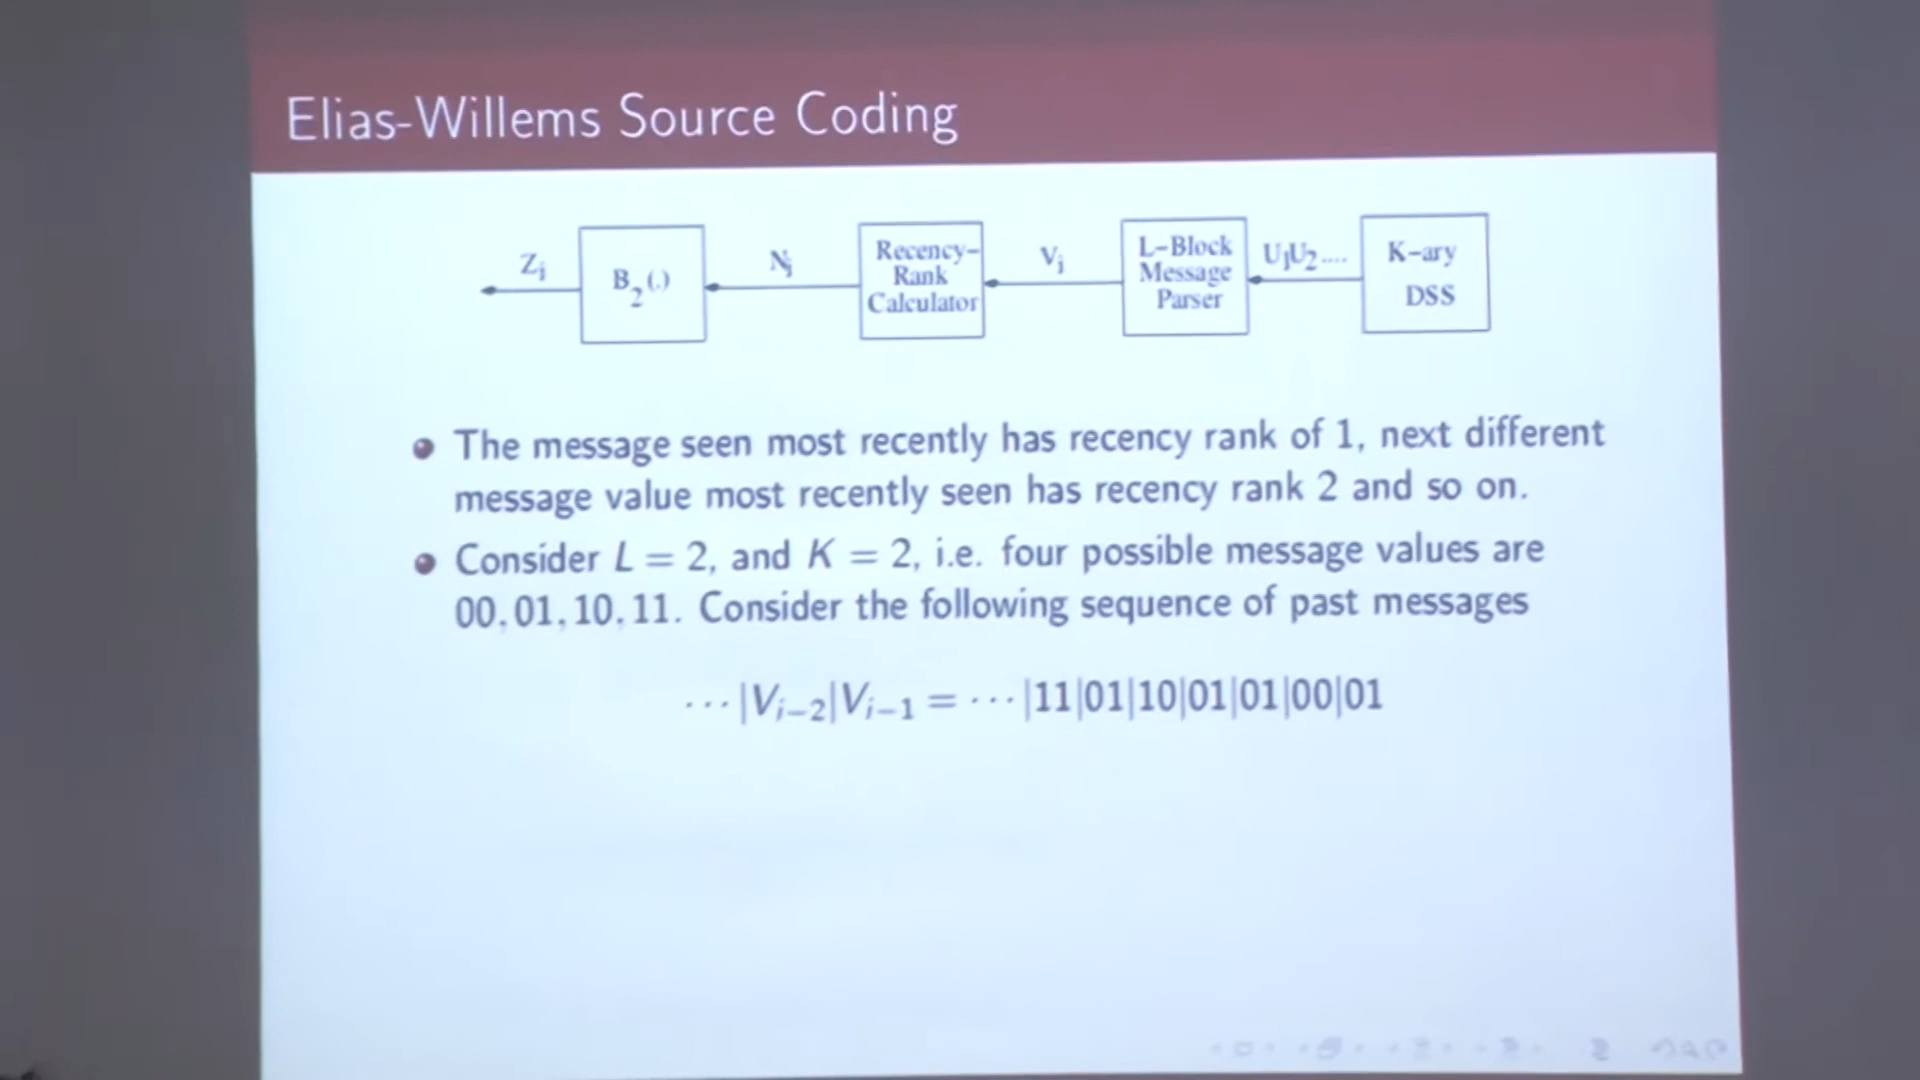 Elias-Willems Source Coding
Zj
B2(.)
Nj
Recency-
Rank
Calculator
Vj
L-Block
Message
Parser
U1U2....
K-ary
DSS
The message seen most recently has recency rank of 1, next different
message value most recently seen has recency rank 2 and so on.
Consider L = 2, and K = 2, i.e. four possible message values are
00, 01, 10, 11. Consider the following sequence of past messages
··· |Vi−2|Vi−1 = ··· |11|01|10|01|01|00|01